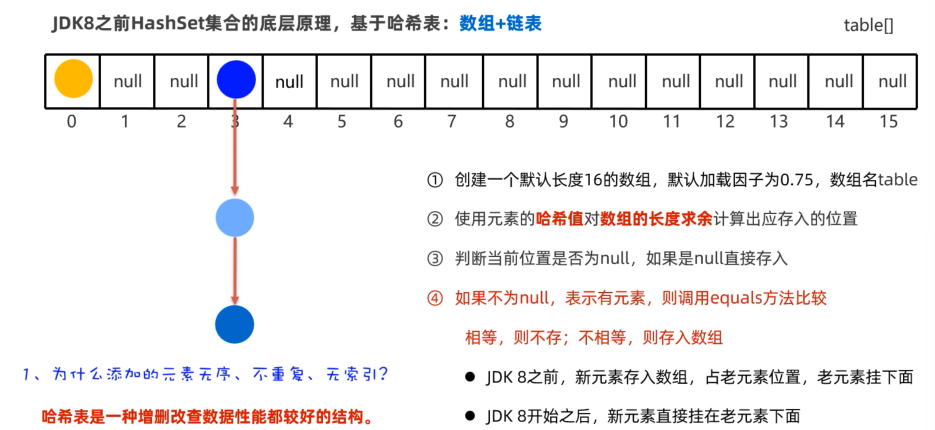 JDK8之前HashSet集合的底层原理，基于哈希表：数组+链表
table[]
null null null null null null null null null null null null null null
0 1 2 3 4 5 6 7 8 9 10 11 12 13 14 15
① 创建一个默认长度16的数组，默认加载因子为0.75，数组名table
② 使用元素的哈希值对数组的长度求余计算出应存入的位置
③ 判断当前位置是否为null，如果是null直接存入
④ 如果不为null，表示有元素，则调用equals方法比较
相等，则不存；不相等，则存入数组
● JDK 8之前，新元素存入数组，占老元素位置，老元素挂下面
● JDK 8开始之后，新元素直接挂在老元素下面
1、为什么添加的元素无序、不重复、无索引？
哈希表是一种增删改查数据性能都较好的结构。